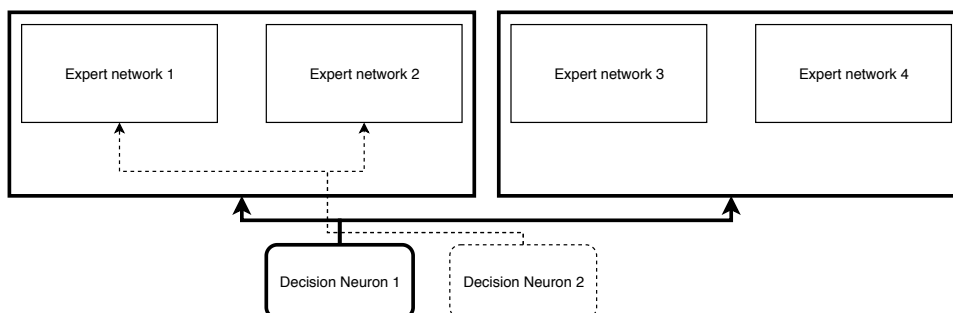 Expert network 1
Expert network 2
Expert network 3
Expert network 4
Decision Neuron 1
Decision Neuron 2